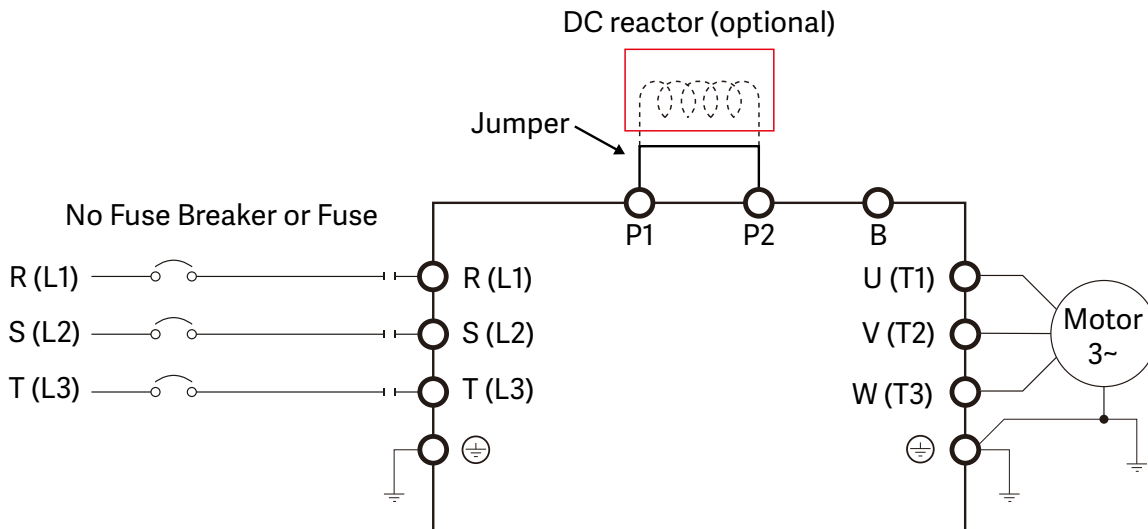 DC reactor (optional)
Jumper
No Fuse Breaker or Fuse
P1 P2 B
R (L1) R (L1) U (T1)
S (L2) S (L2) V (T2)
T (L3) T (L3) W (T3)
Motor
3~